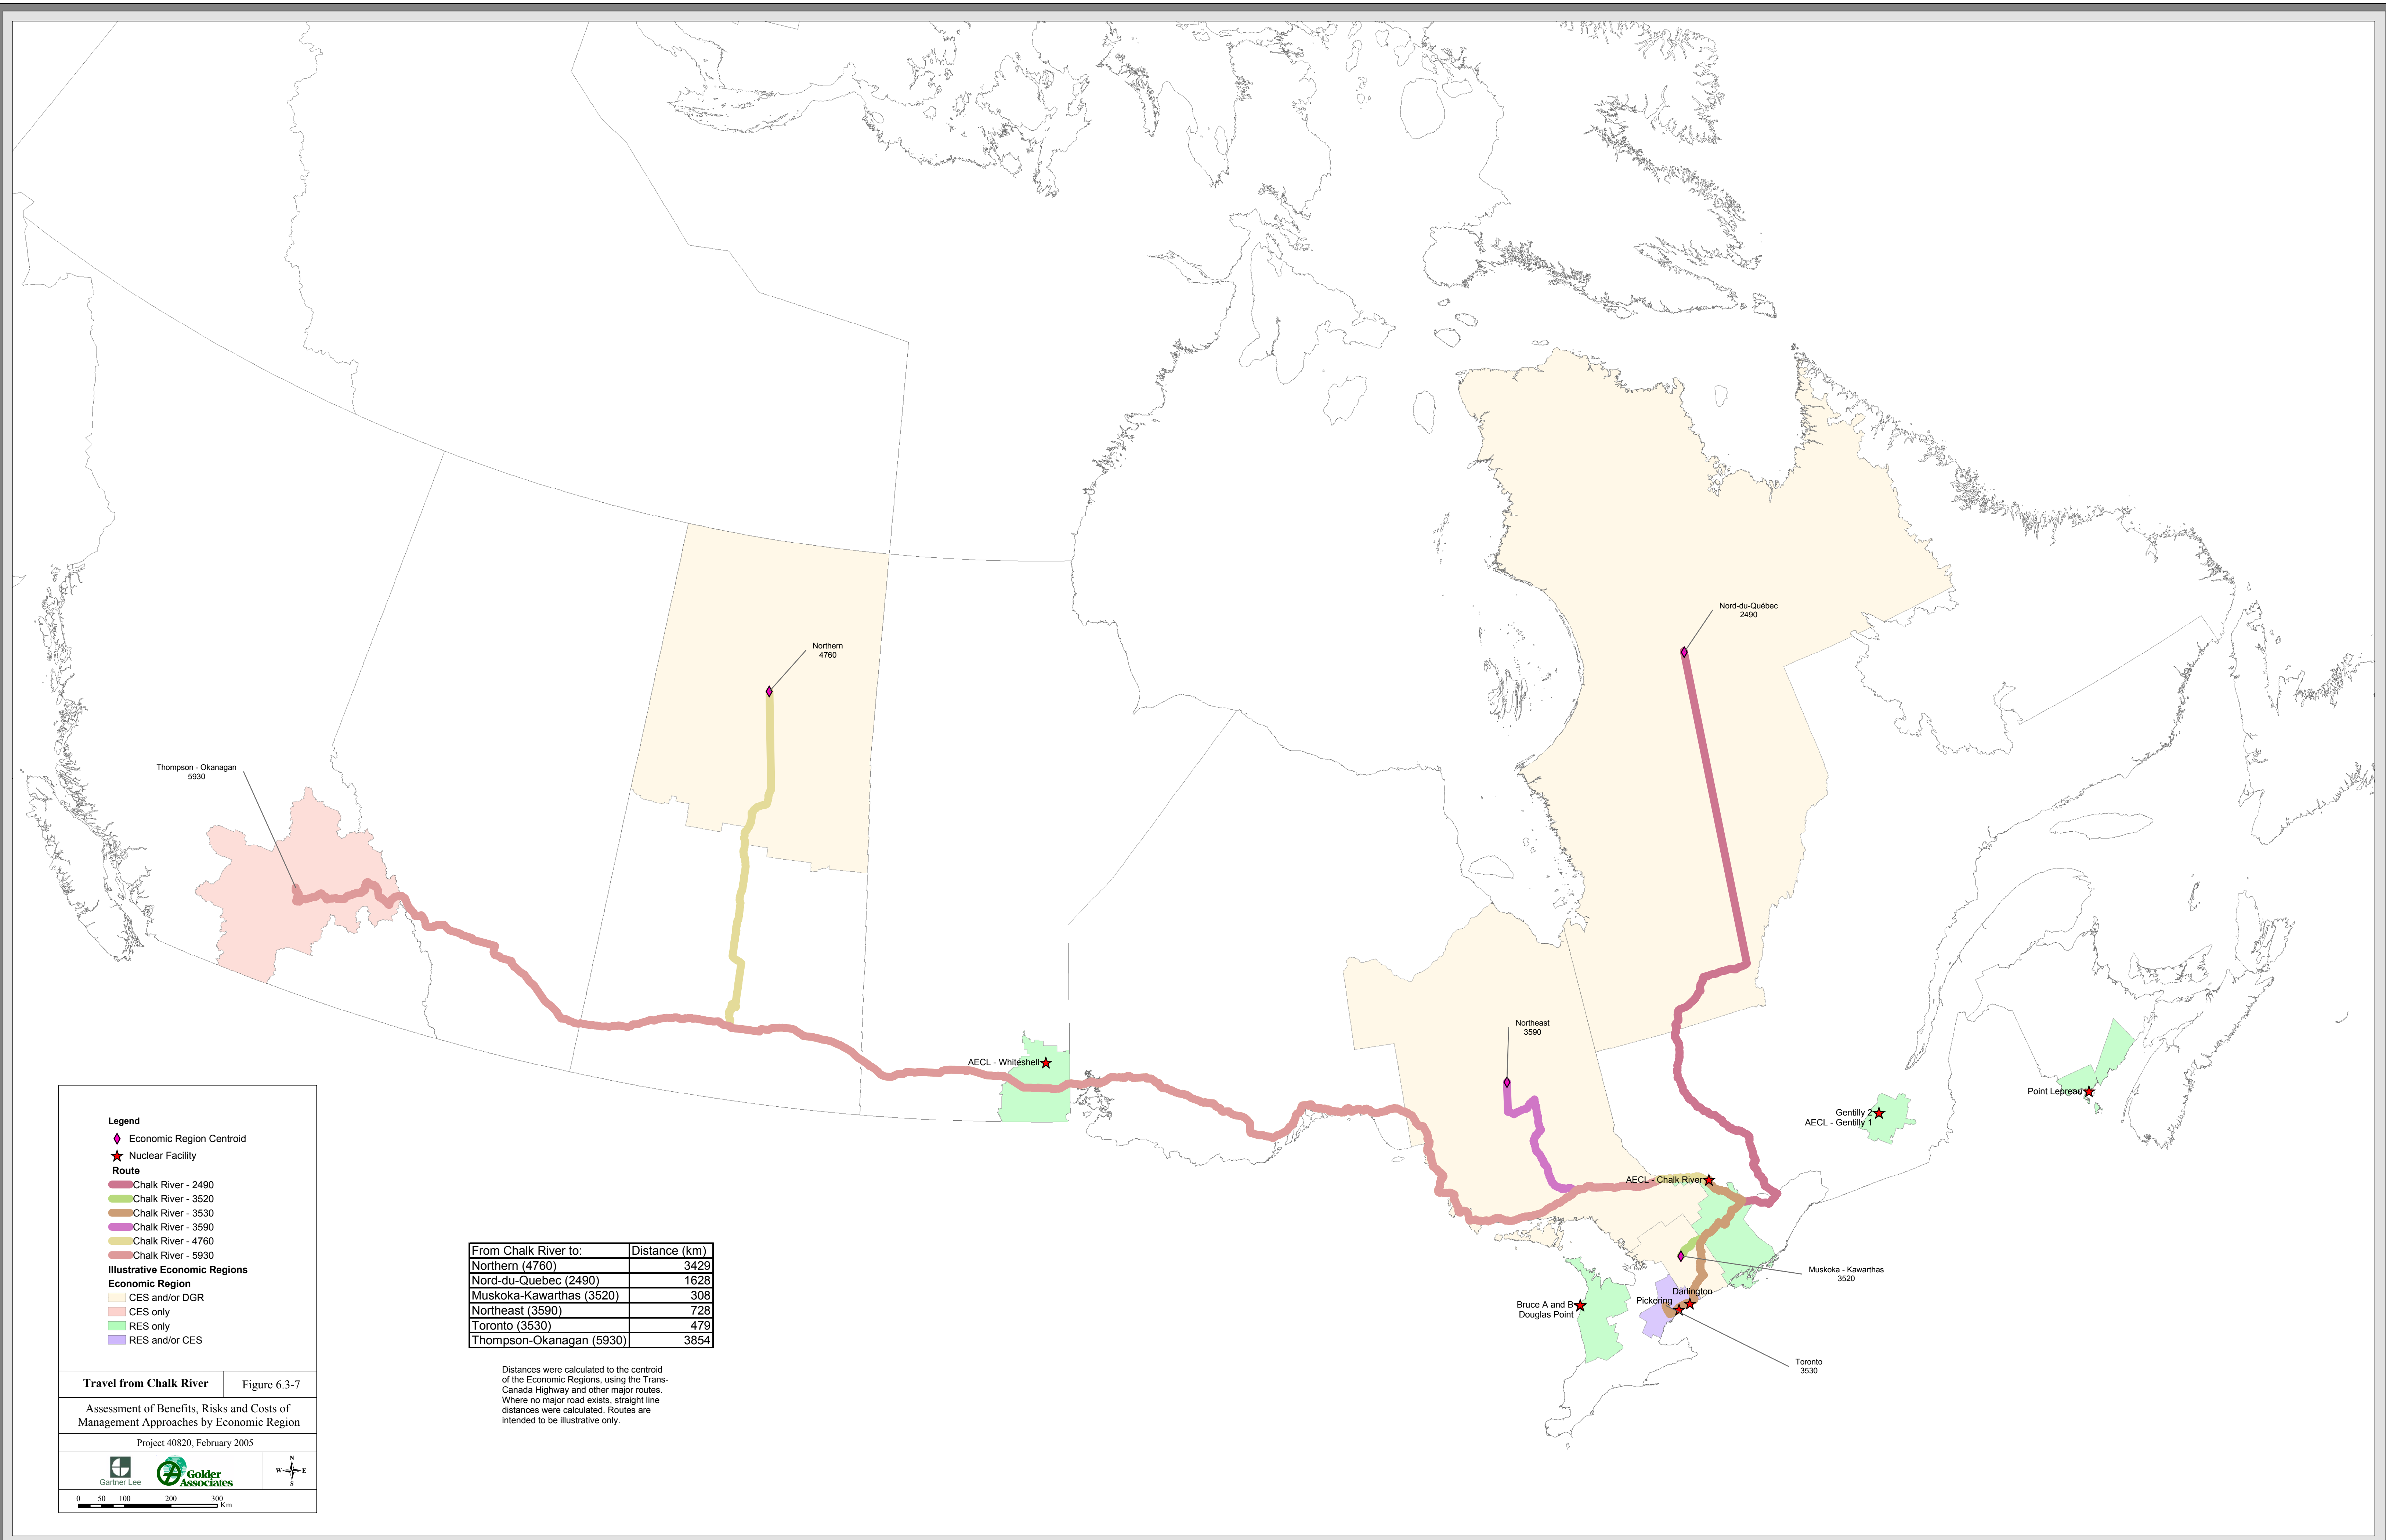 Nord-du-Québec
2490
Northern
4760
Thompson - Okanagan
5930
Northeast
3590
AECL - Whiteshell
Point Lepreau
Gentilly 2
AECL - Gentilly 1
AECL - Chalk River
Muskoka - Kawarthas
3520
Darlington
Pickering
Bruce A and B
Douglas Point
Toronto
3530
Legend
Economic Region Centroid
Nuclear Facility
Route
Chalk River - 2490
Chalk River - 3520
Chalk River - 3530
Chalk River - 3590
Chalk River - 4760
Chalk River - 5930
Illustrative Economic Regions
Economic Region
CES and/or DGR
CES only
RES only
RES and/or CES
Travel from Chalk River Figure 6.3-7
Assessment of Benefits, Risks and Costs of
Management Approaches by Economic Region
Project 40820, February 2005
Gartner Lee
Golder
Associates
N
W E
S
0 50 100 200 300
Km
From Chalk River to: Distance (km)
Northern (4760) 3429
Nord-du-Quebec (2490) 1628
Muskoka-Kawarthas (3520) 308
Northeast (3590) 728
Toronto (3530) 479
Thompson-Okanagan (5930) 3854
Distances were calculated to the centroid
of the Economic Regions, using the Trans-
Canada Highway and other major routes.
Where no major road exists, straight line
distances were calculated. Routes are
intended to be illustrative only.